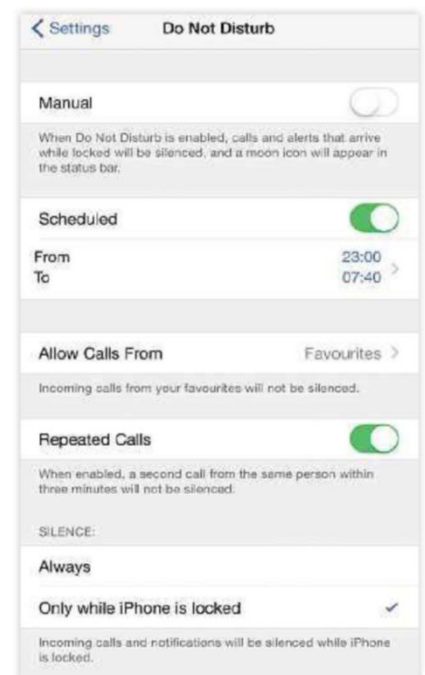 Settings Do Not Disturb
Manual
When Do Not Disturb is enabled, calls and alerts that arrive
while locked will be silenced, and a moon icon will appear in
the status bar.
Scheduled
From 23:00
To 07:40
Allow Calls From Favourites
Incoming calls from your favourites will not be silenced.
Repeated Calls
When enabled, a second call from the same person within
three minutes will not be silenced.
SILENCE:
Always
Only while iPhone is locked
Incoming calls and notifications will be silenced while iPhone
is locked.